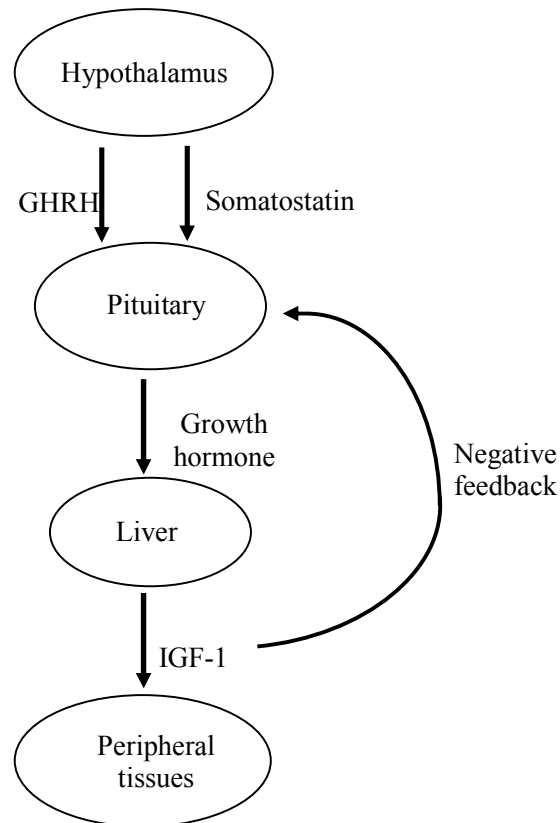 Hypothalamus
GHRH
Somatostatin
Pituitary
Growth
hormone
Negative
feedback
Liver
IGF-1
Peripheral
tissues